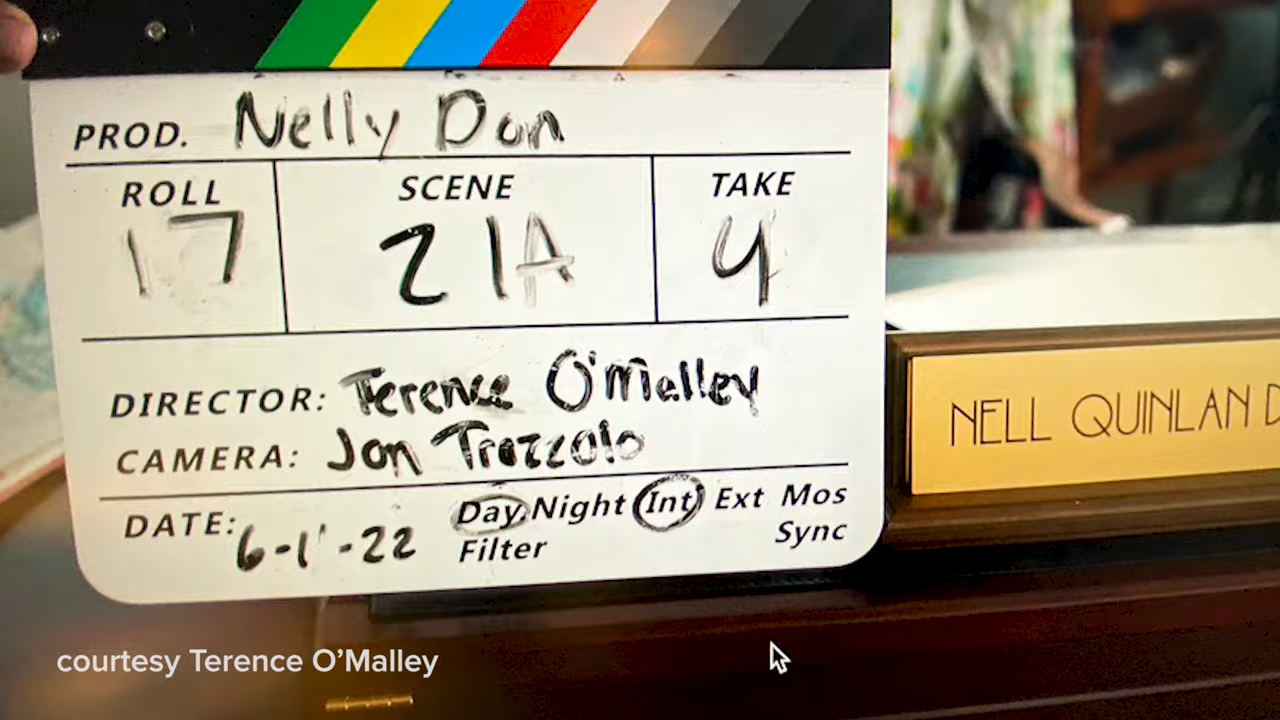 PROD. Nelly Don
ROLL SCENE TAKE
17 21A 4
DIRECTOR: Terence O'Malley
CAMERA: Jon Trozzolo
DATE: 6-1-22
Day Night Int Ext Mos
Filter Sync
NELL QUINLAN D
courtesy Terence O'Malley